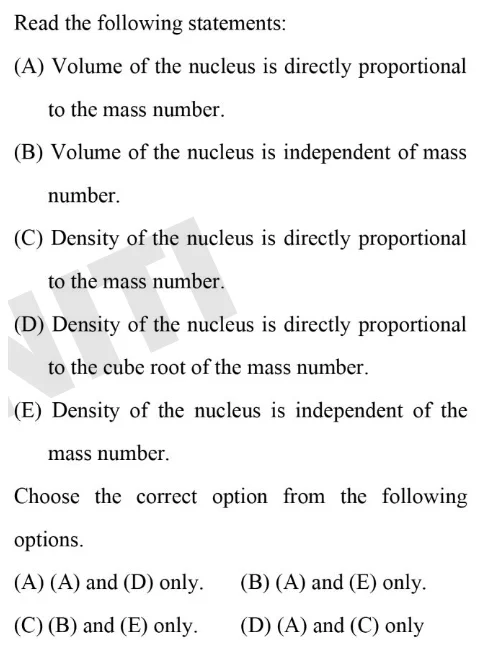 Read the following statements:
(A) Volume of the nucleus is directly proportional
to the mass number.
(B) Volume of the nucleus is independent of mass
number.
(C) Density of the nucleus is directly proportional
to the mass number.
(D) Density of the nucleus is directly proportional
to the cube root of the mass number.
(E) Density of the nucleus is independent of the
mass number.
Choose the correct option from the following
options.
(A) (A) and (D) only. (B) (A) and (E) only.
(C) (B) and (E) only. (D) (A) and (C) only